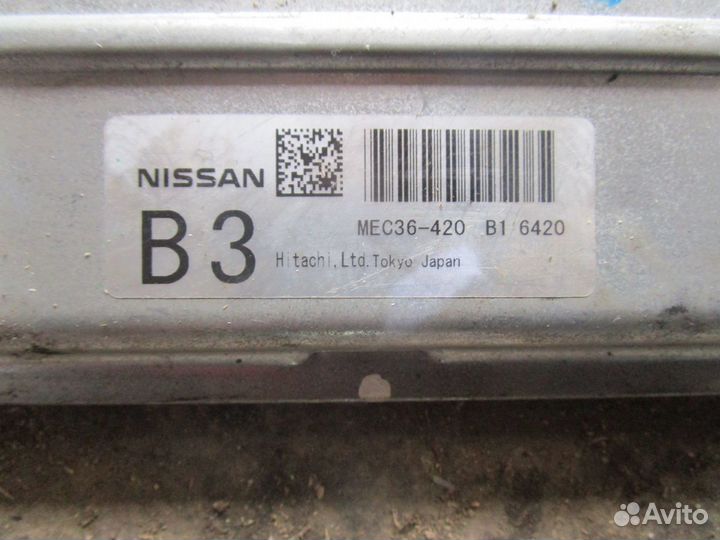 NISSAN
B3
MEC36-420 B1 6420
Hitachi,Ltd.Tokyo Japan
Avito